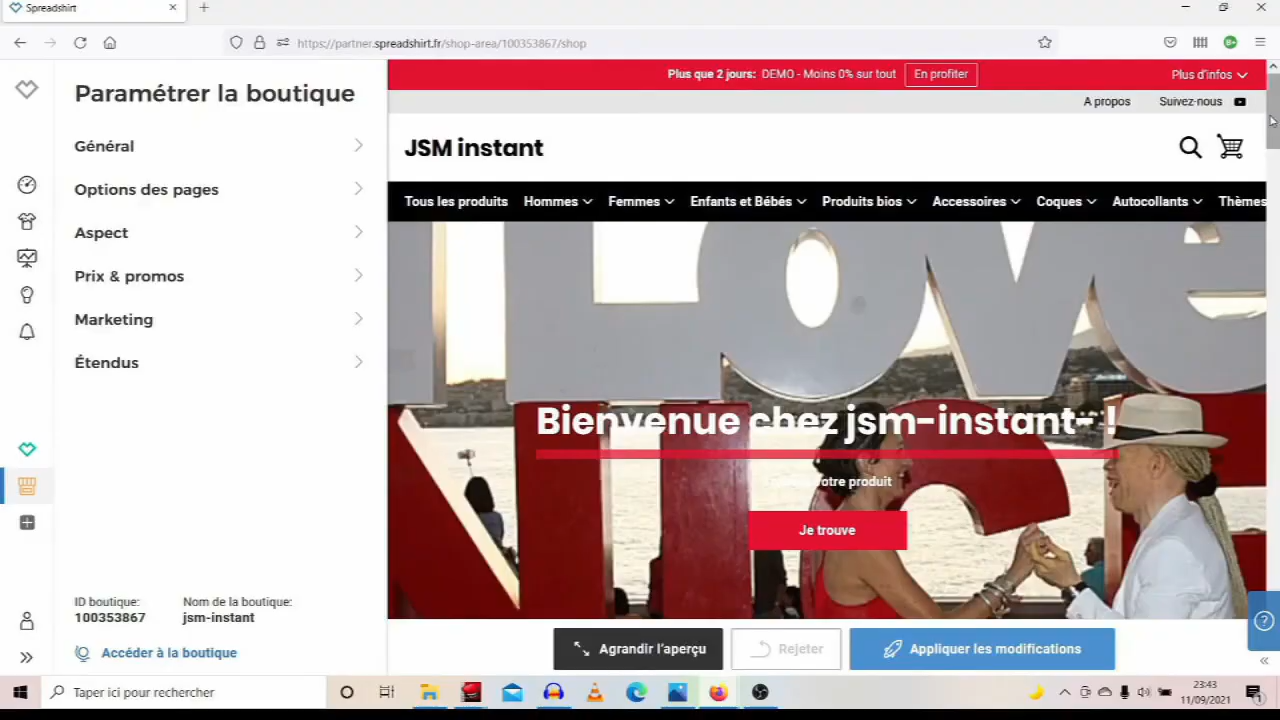 Spreadshirt
https://partner.spreadshirt.fr/shop-area/100353867/shop
Paramétrer la boutique
Général
Options des pages
Aspect
Prix & promos
Marketing
Étendus
ID boutique:
100353867
Nom de la boutique:
jsm-instant
Accéder à la boutique
Plus que 2 jours: DEMO - Moins 0% sur tout
En profiter
Plus d'infos
A propos
Suivez-nous
JSM instant
Tous les produits Hommes Femmes Enfants et Bébés Produits bios Accessoires Coques Autocollants Thèmes
Bienvenue chez jsm-instant- !
votre produit
Je trouve
Agrandir l'aperçu
Rejeter
Appliquer les modifications
Taper ici pour rechercher
23:43
11/09/2021